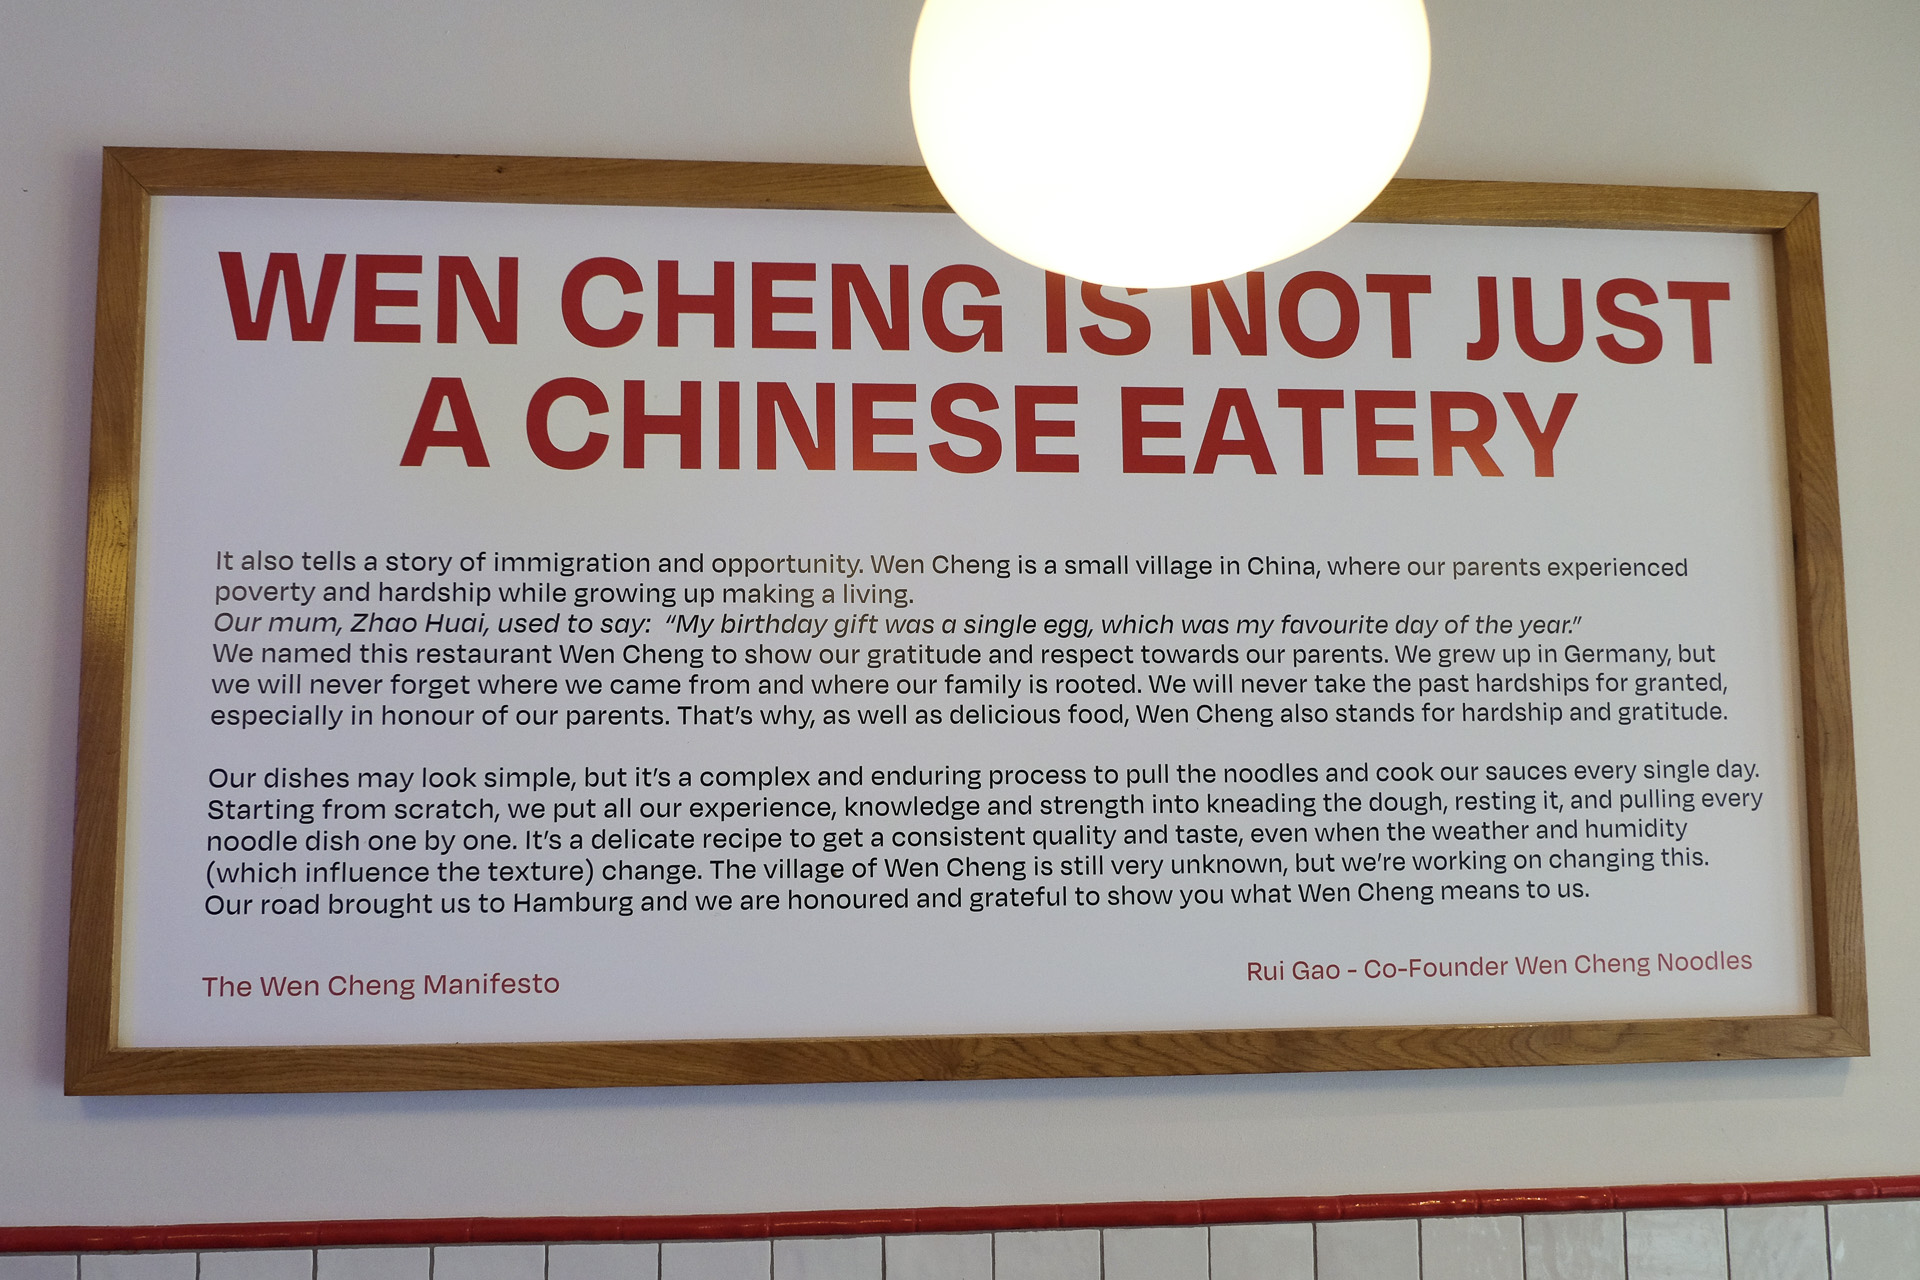 WEN CHENG IS NOT JUST
A CHINESE EATERY
It also tells a story of immigration and opportunity. Wen Cheng is a small village in China, where our parents experienced
poverty and hardship while growing up making a living.
Our mum, Zhao Huai, used to say: “My birthday gift was a single egg, which was my favourite day of the year.”
We named this restaurant Wen Cheng to show our gratitude and respect towards our parents. We grew up in Germany, but
we will never forget where we came from and where our family is rooted. We will never take the past hardships for granted,
especially in honour of our parents. That’s why, as well as delicious food, Wen Cheng also stands for hardship and gratitude.
Our dishes may look simple, but it’s a complex and enduring process to pull the noodles and cook our sauces every single day.
Starting from scratch, we put all our experience, knowledge and strength into kneading the dough, resting it, and pulling every
noodle dish one by one. It’s a delicate recipe to get a consistent quality and taste, even when the weather and humidity
(which influence the texture) change. The village of Wen Cheng is still very unknown, but we’re working on changing this.
Our road brought us to Hamburg and we are honoured and grateful to show you what Wen Cheng means to us.
The Wen Cheng Manifesto
Rui Gao - Co-Founder Wen Cheng Noodles